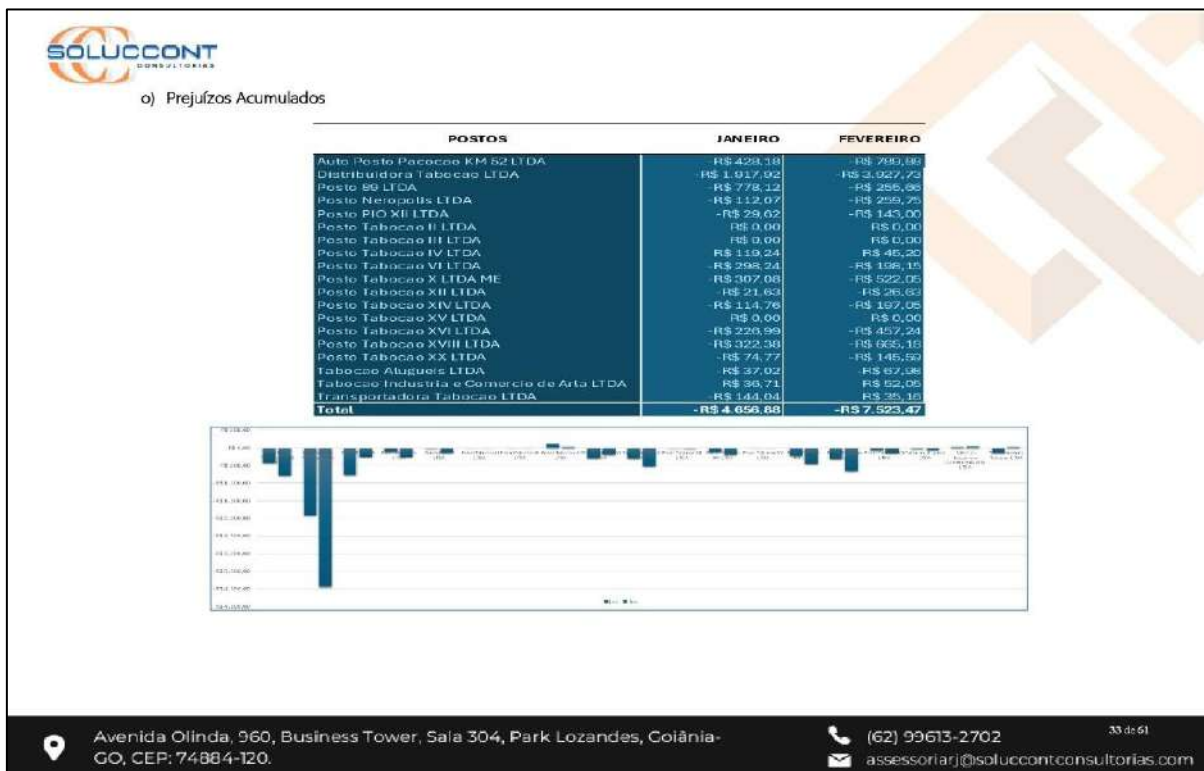 SOLUCCONT
CONSULTORIAS
o) Prejuízos Acumulados
POSTOS JANEIRO FEVEREIRO
Auto Posto Pacocao KM 52 LTDA -R$ 428,18 -R$ 789,88
Distribuidora Tabocao LTDA -R$ 1.917,92 -R$ 3.927,73
Posto 89 LTDA -R$ 778,12 -R$ 255,66
Posto Neropolis LTDA -R$ 112,07 -R$ 259,75
Posto PIO XII LTDA -R$ 29,62 -R$ 143,00
Posto Tabocao II LTDA R$ 0,00 R$ 0,00
Posto Tabocao III LTDA R$ 0,00 R$ 0,00
Posto Tabocao IV LTDA R$ 119,24 R$ 45,20
Posto Tabocao VI LTDA -R$ 298,24 -R$ 198,15
Posto Tabocao X LTDA ME -R$ 307,08 -R$ 522,05
Posto Tabocao XII LTDA -R$ 21,63 -R$ 26,63
Posto Tabocao XIV LTDA -R$ 114,76 -R$ 197,05
Posto Tabocao XV LTDA R$ 0,00 R$ 0,00
Posto Tabocao XVI LTDA -R$ 226,99 -R$ 457,24
Posto Tabocao XVIII LTDA -R$ 322,38 -R$ 665,18
Posto Tabocao XX LTDA -R$ 74,77 -R$ 145,59
Tabocao Alugueis LTDA -R$ 37,02 -R$ 67,98
Tabocao Industria e Comercio de Arla LTDA R$ 36,71 R$ 52,05
Transportadora Tabocao LTDA -R$ 144,04 R$ 35,16
Total -R$ 4.656,88 -R$ 7.523,47
Avenida Olinda, 960, Business Tower, Sala 304, Park Lozandes, Goiânia-
GO, CEP: 74884-120.
(62) 99613-2702
33 de 61
assessoriarj@soluccontconsultorias.com